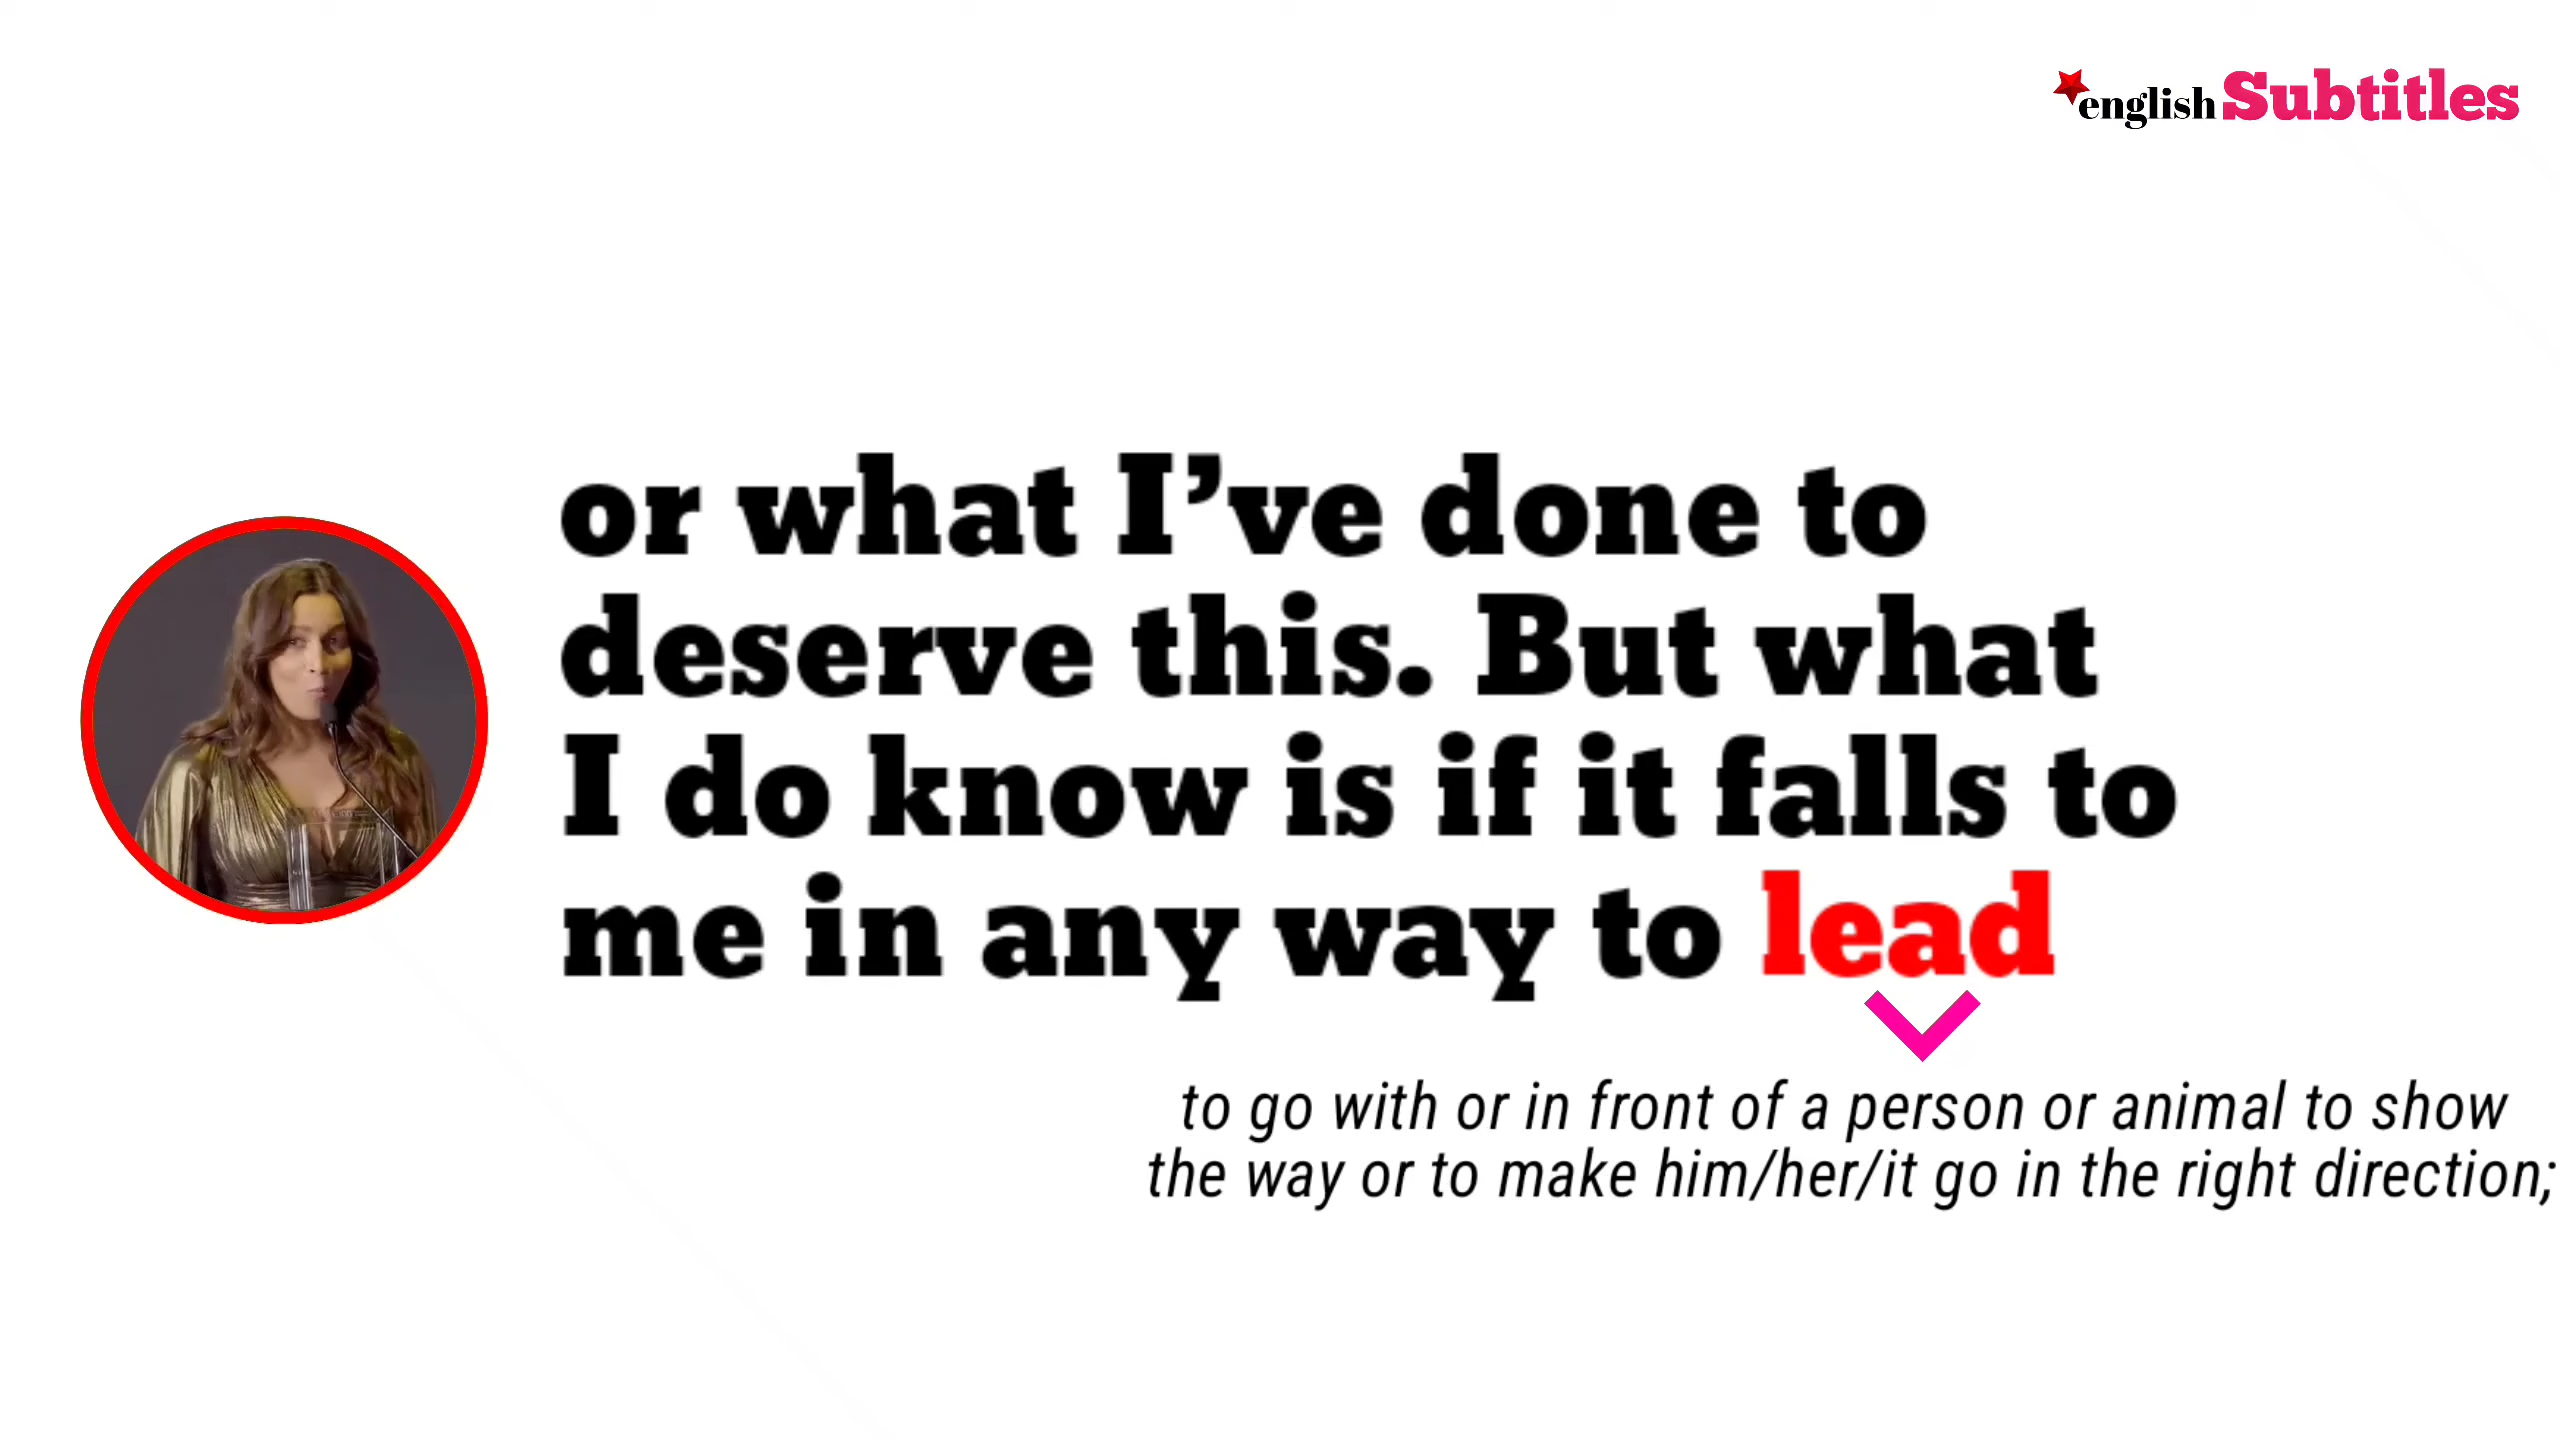 english Subtitles
or what I’ve done to
deserve this. But what
I do know is if it falls to
me in any way to lead
to go with or in front of a person or animal to show
the way or to make him/her/it go in the right direction;